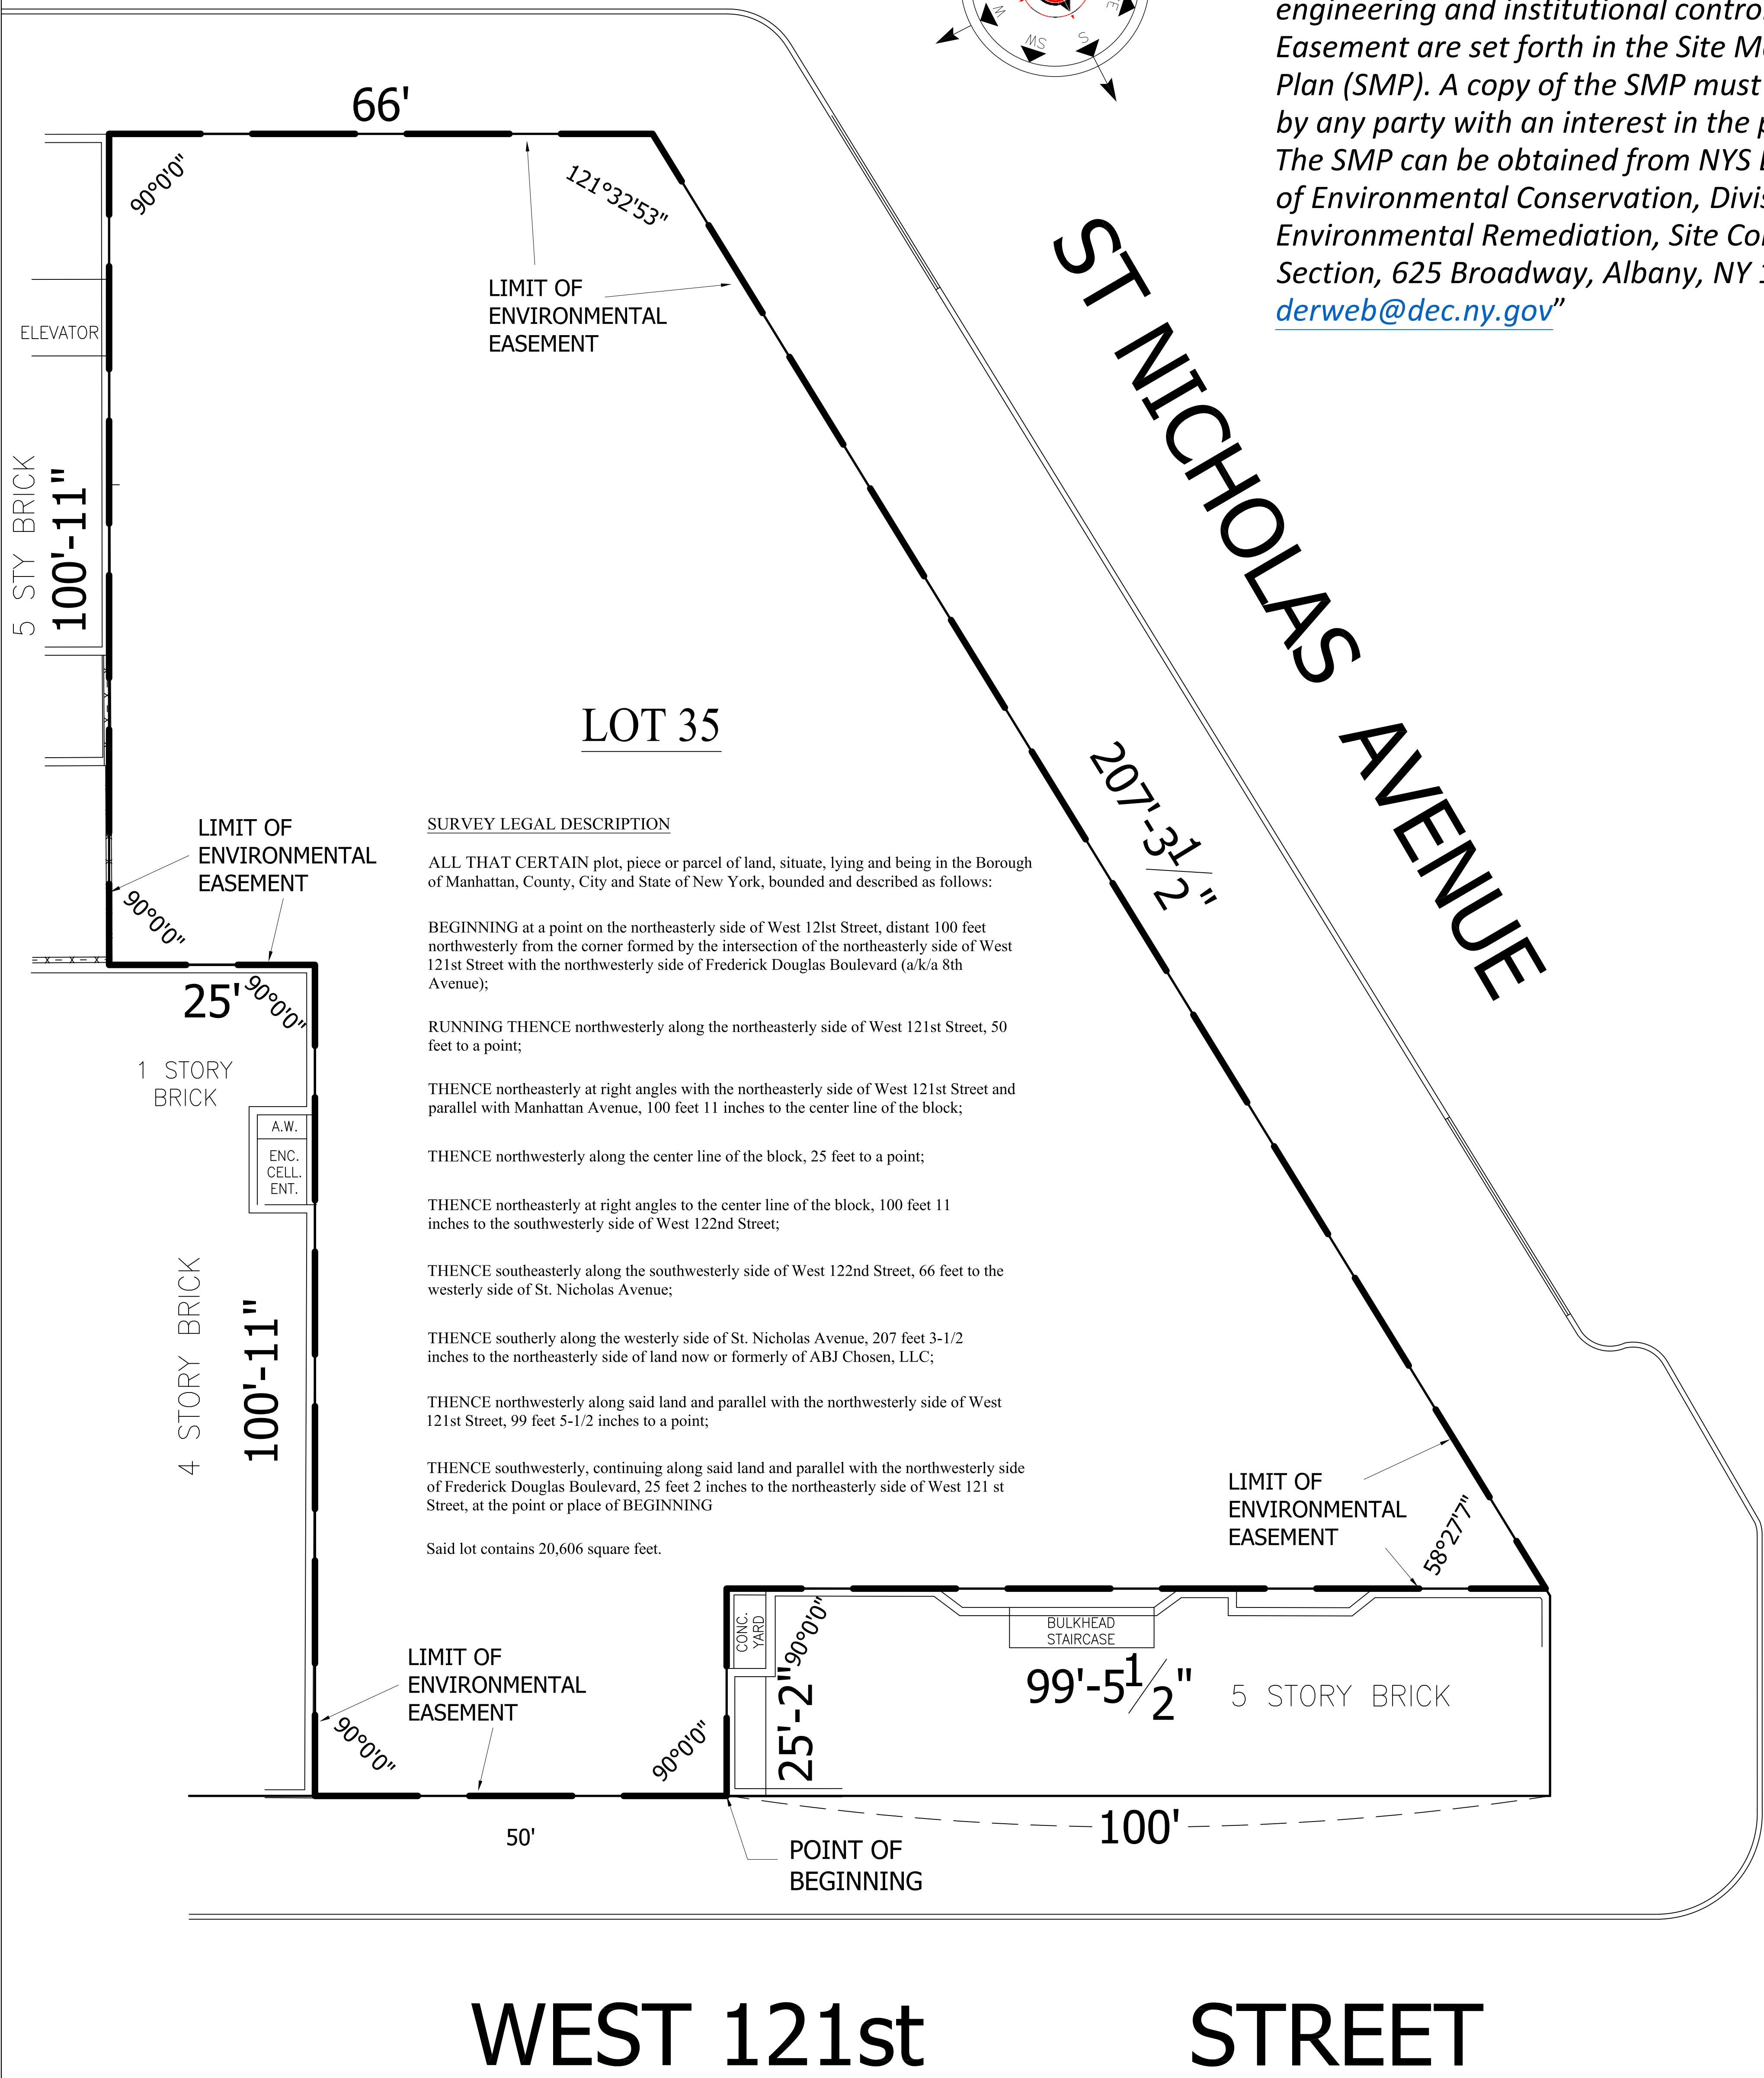 engineering and institutional contro
Easement are set forth in the Site M
Plan (SMP). A copy of the SMP must
by any party with an interest in the p
The SMP can be obtained from NYS
of Environmental Conservation, Divis
Environmental Remediation, Site Co
Section, 625 Broadway, Albany, NY
derweb@dec.ny.gov”
W
SW
S
SE
66'
90°0'0"
121°32'53"
LIMIT OF
ENVIRONMENTAL
EASEMENT
ST NICHOLAS AVENUE
ELEVATOR
5 STY BRICK
100'-11"
LOT 35
207'-3 1/2"
LIMIT OF
ENVIRONMENTAL
EASEMENT
90°0'0"
25'
90°0'0"
1 STORY
BRICK
A.W.
ENC.
CELL.
ENT.
4 STORY BRICK
100'-11"
SURVEY LEGAL DESCRIPTION
ALL THAT CERTAIN plot, piece or parcel of land, situate, lying and being in the Borough
of Manhattan, County, City and State of New York, bounded and described as follows:
BEGINNING at a point on the northeasterly side of West 12lst Street, distant 100 feet
northwesterly from the corner formed by the intersection of the northeasterly side of West
121st Street with the northwesterly side of Frederick Douglas Boulevard (a/k/a 8th
Avenue);
RUNNING THENCE northwesterly along the northeasterly side of West 121st Street, 50
feet to a point;
THENCE northeasterly at right angles with the northeasterly side of West 121st Street and
parallel with Manhattan Avenue, 100 feet 11 inches to the center line of the block;
THENCE northwesterly along the center line of the block, 25 feet to a point;
THENCE northeasterly at right angles to the center line of the block, 100 feet 11
inches to the southwesterly side of West 122nd Street;
THENCE southeasterly along the southwesterly side of West 122nd Street, 66 feet to the
westerly side of St. Nicholas Avenue;
THENCE southerly along the westerly side of St. Nicholas Avenue, 207 feet 3-1/2
inches to the northeasterly side of land now or formerly of ABJ Chosen, LLC;
THENCE northwesterly along said land and parallel with the northwesterly side of West
121st Street, 99 feet 5-1/2 inches to a point;
THENCE southwesterly, continuing along said land and parallel with the northwesterly side
of Frederick Douglas Boulevard, 25 feet 2 inches to the northeasterly side of West 121 st
Street, at the point or place of BEGINNING
Said lot contains 20,606 square feet.
LIMIT OF
ENVIRONMENTAL
EASEMENT
58°27'7"
CONC.
YARD
90°0'0"
BULKHEAD
STAIRCASE
25'-2"
99'-5 1/2"
5 STORY BRICK
LIMIT OF
ENVIRONMENTAL
EASEMENT
90°0'0"
90°0'0"
50'
100'
POINT OF
BEGINNING
WEST 121st STREET